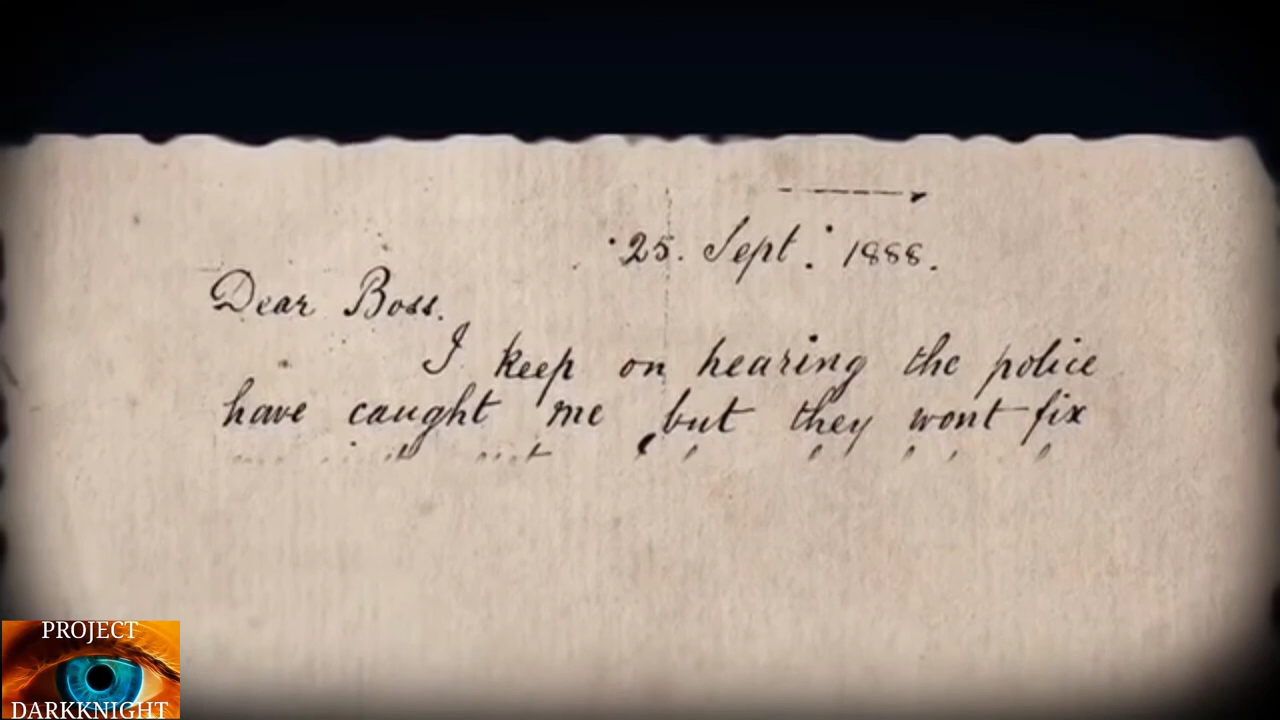 25. Sept: 1888.
Dear Boss.
I keep on hearing the police
have caught me but they wont fix
PROJECT
DARKKNIGHT